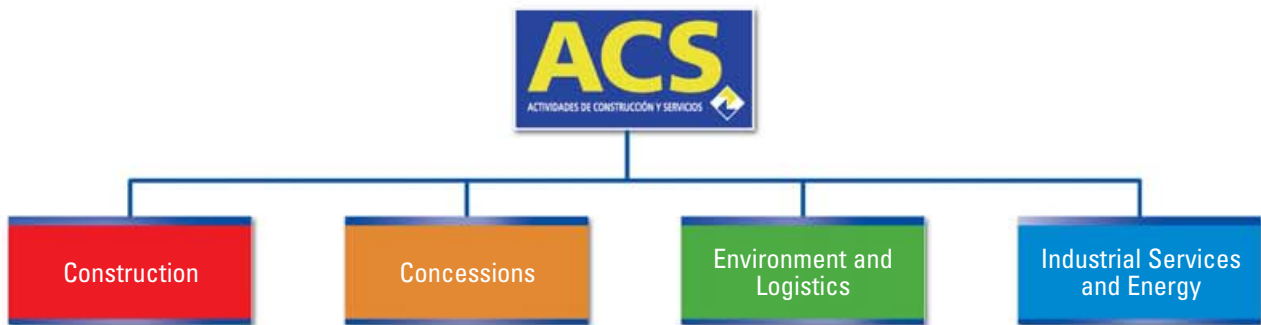 ACS
ACTIVIDADES DE CONSTRUCCIÓN Y SERVICIOS
Construction
Concessions
Environment and
Logistics
Industrial Services
and Energy